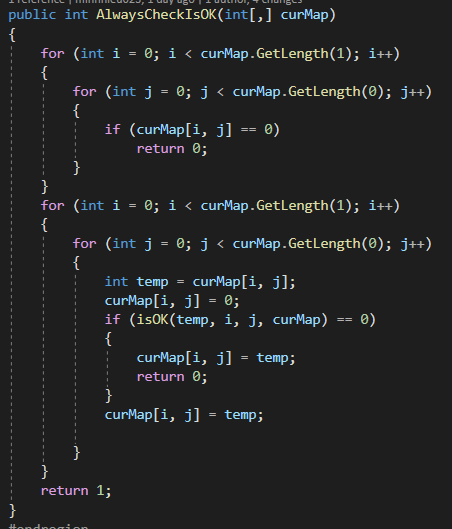 1 reference | minhhieu023, 1 day ago | 1 author, 4 changes
public int AlwaysCheckIsOK(int[,] curMap)
{
for (int i = 0; i < curMap.GetLength(1); i++)
{
for (int j = 0; j < curMap.GetLength(0); j++)
{
if (curMap[i, j] == 0)
return 0;
}
}
for (int i = 0; i < curMap.GetLength(1); i++)
{
for (int j = 0; j < curMap.GetLength(0); j++)
{
int temp = curMap[i, j];
curMap[i, j] = 0;
if (isOK(temp, i, j, curMap) == 0)
{
curMap[i, j] = temp;
return 0;
}
curMap[i, j] = temp;
}
}
return 1;
}
#endregion